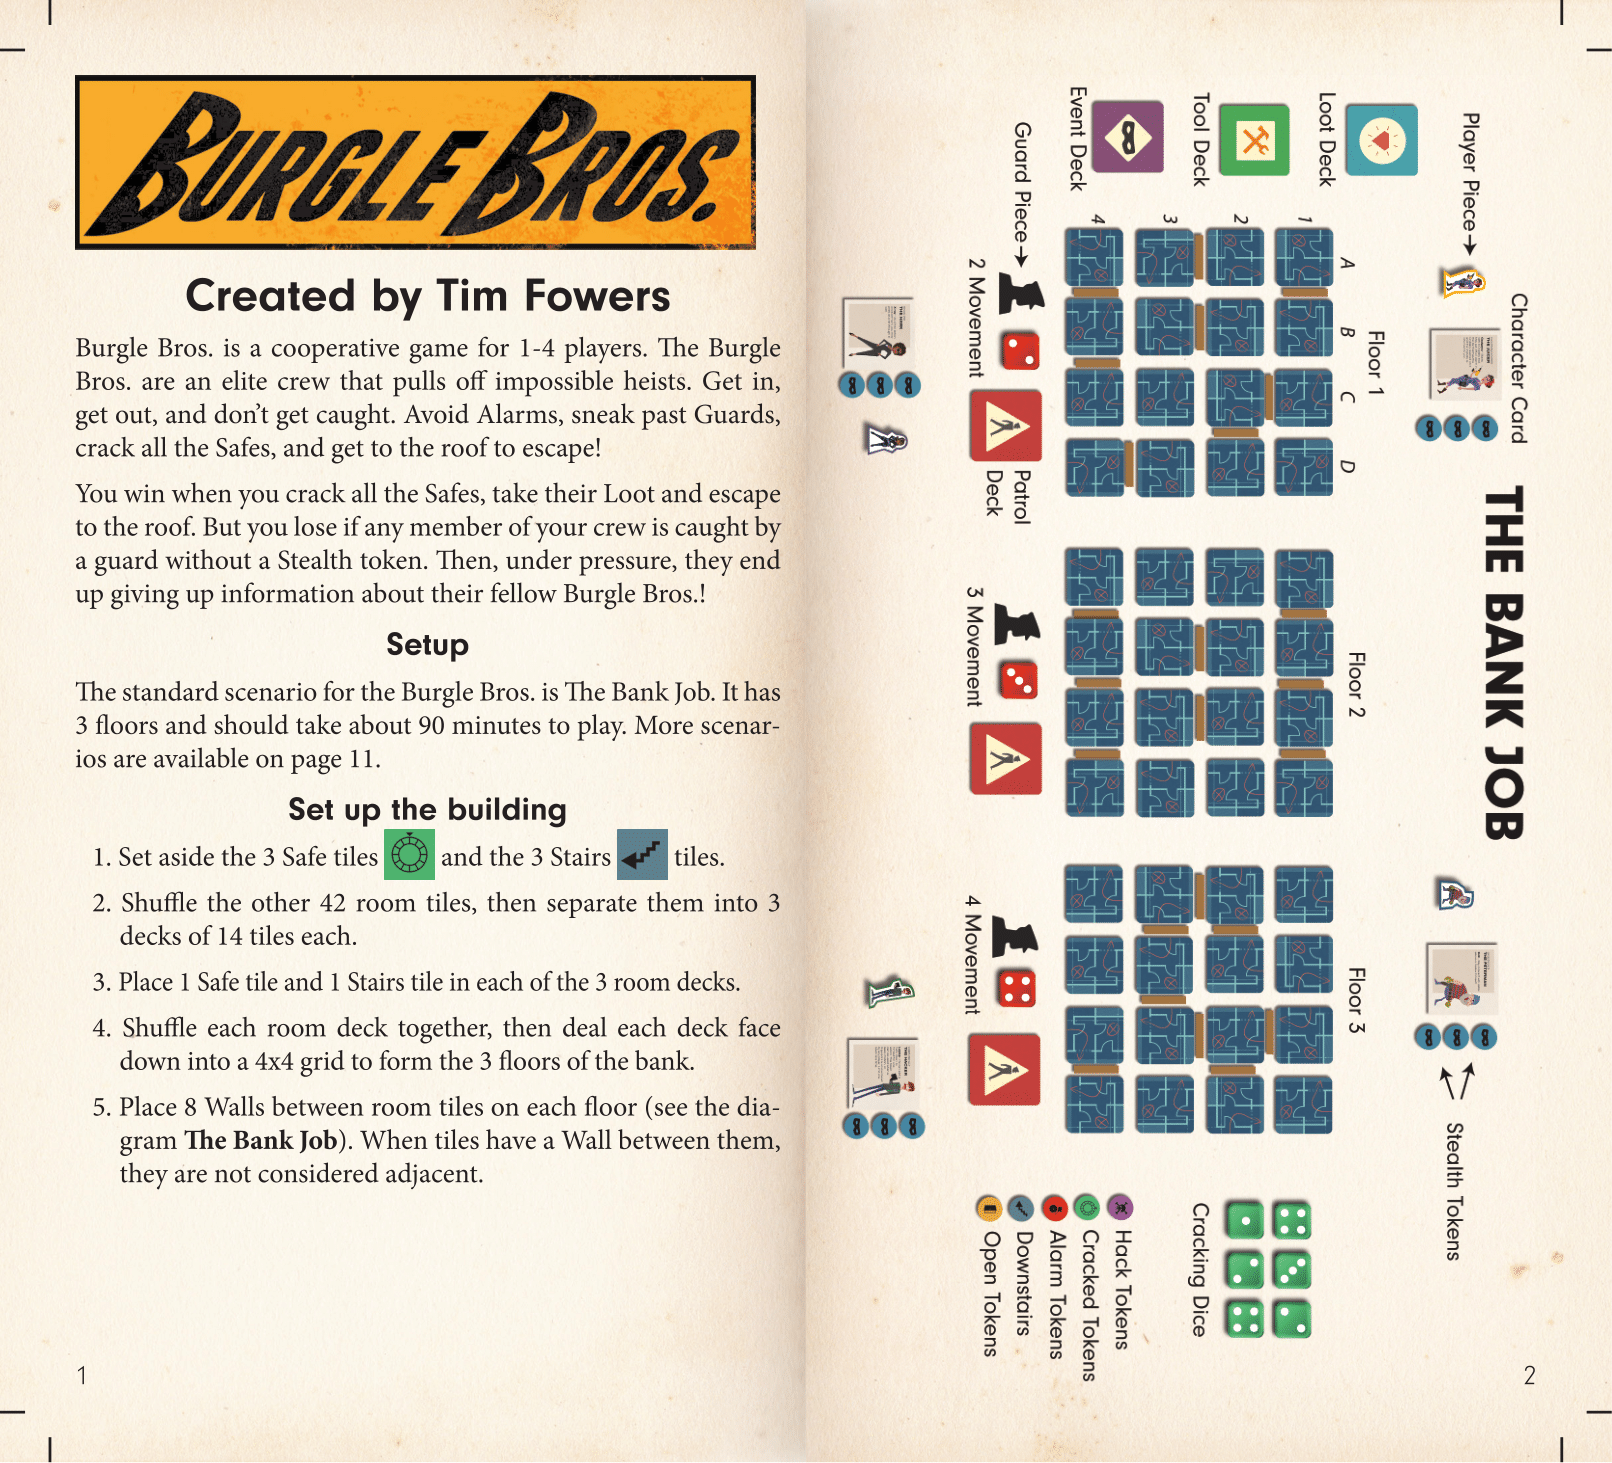 BURGLE BROS.
Created by Tim Fowers
Burgle Bros. is a cooperative game for 1-4 players. The Burgle
Bros. are an elite crew that pulls off impossible heists. Get in,
get out, and don’t get caught. Avoid Alarms, sneak past Guards,
crack all the Safes, and get to the roof to escape!
You win when you crack all the Safes, take their Loot and escape
to the roof. But you lose if any member of your crew is caught by
a guard without a Stealth token. Then, under pressure, they end
up giving up information about their fellow Burgle Bros.!
Setup
The standard scenario for the Burgle Bros. is The Bank Job. It has
3 floors and should take about 90 minutes to play. More scenar-
ios are available on page 11.
Set up the building
1. Set aside the 3 Safe tiles and the 3 Stairs tiles.
2. Shuffle the other 42 room tiles, then separate them into 3
decks of 14 tiles each.
3. Place 1 Safe tile and 1 Stairs tile in each of the 3 room decks.
4. Shuffle each room deck together, then deal each deck face
down into a 4x4 grid to form the 3 floors of the bank.
5. Place 8 Walls between room tiles on each floor (see the dia-
gram The Bank Job). When tiles have a Wall between them,
they are not considered adjacent.
1
THE BANK JOB
Character Card
Player Piece
Stealth Tokens
Loot Deck
Tool Deck
Event Deck
Floor 1
A B C D
1
2
3
4
Floor 2
Floor 3
Guard Piece
2 Movement
Patrol
Deck
3 Movement
4 Movement
Cracking Dice
Hack Tokens
Cracked Tokens
Alarm Tokens
Downstairs
Open Tokens
2